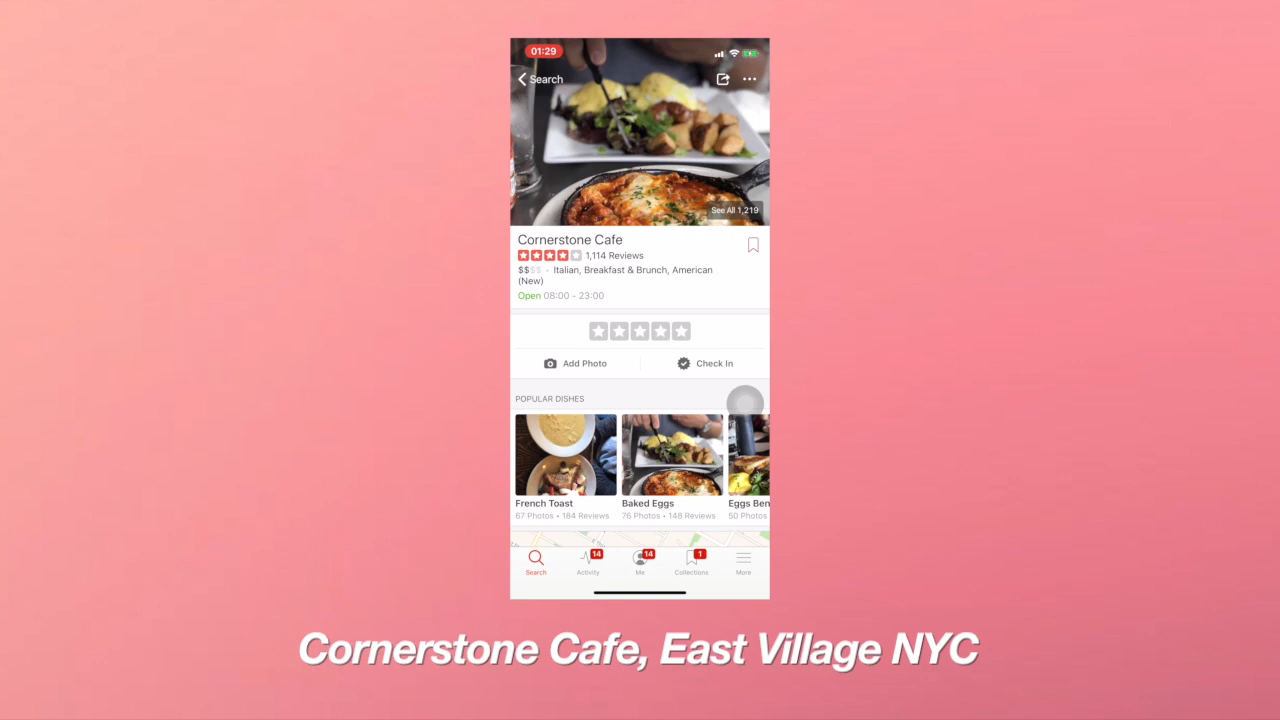 01:29
Search
See All 1,219
Cornerstone Cafe
1,114 Reviews
$$$$ • Italian, Breakfast & Brunch, American
(New)
Open 08:00 - 23:00
Add Photo
Check In
POPULAR DISHES
French Toast
67 Photos • 184 Reviews
Baked Eggs
76 Photos • 148 Reviews
Eggs Ben
50 Photos
14
14
1
Search
Activity
Me
Collections
More
Cornerstone Cafe, East Village NYC